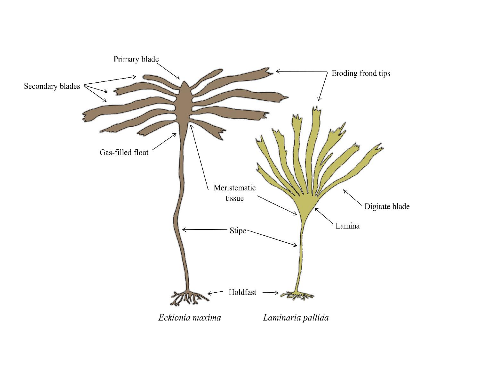 Primary blade
Secondary blades
Eroding frond tips
Gas-filled float
Meristematic
tissue
Digitate blade
Lamina
Stipe
Holdfast
Ecklonia maxima
Laminaria pallida